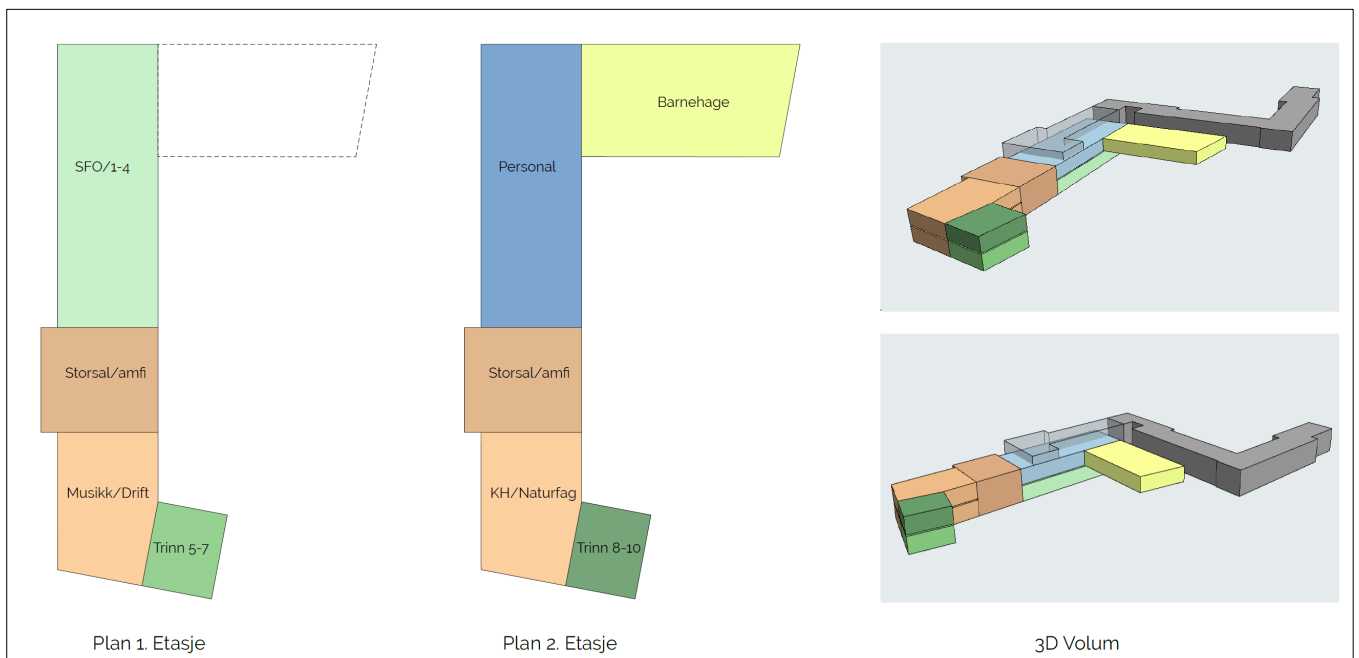 SFO/1-4
Storsal/amfi
Musikk/Drift
Trinn 5-7
Plan 1. Etasje
Barnehage
Personal
Storsal/amfi
KH/Naturfag
Trinn 8-10
Plan 2. Etasje
3D Volum